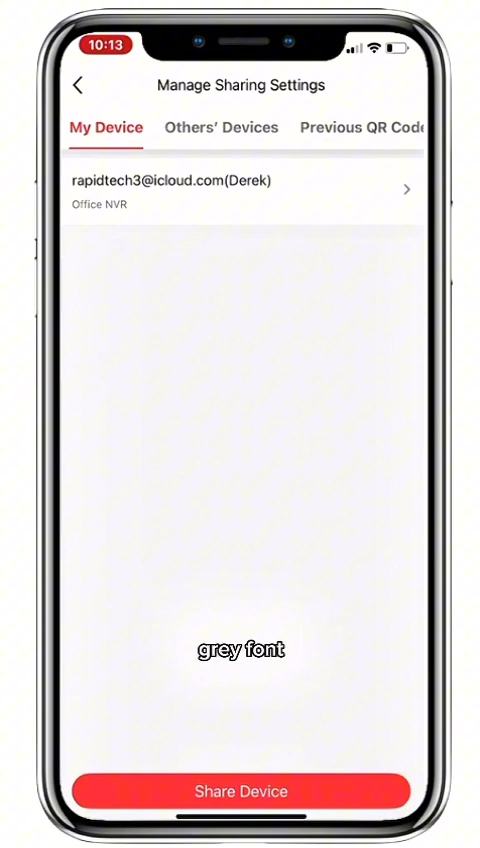 10:13
Manage Sharing Settings
My Device Others' Devices Previous QR Code
rapidtech3@icloud.com(Derek)
Office NVR
grey font
Share Device